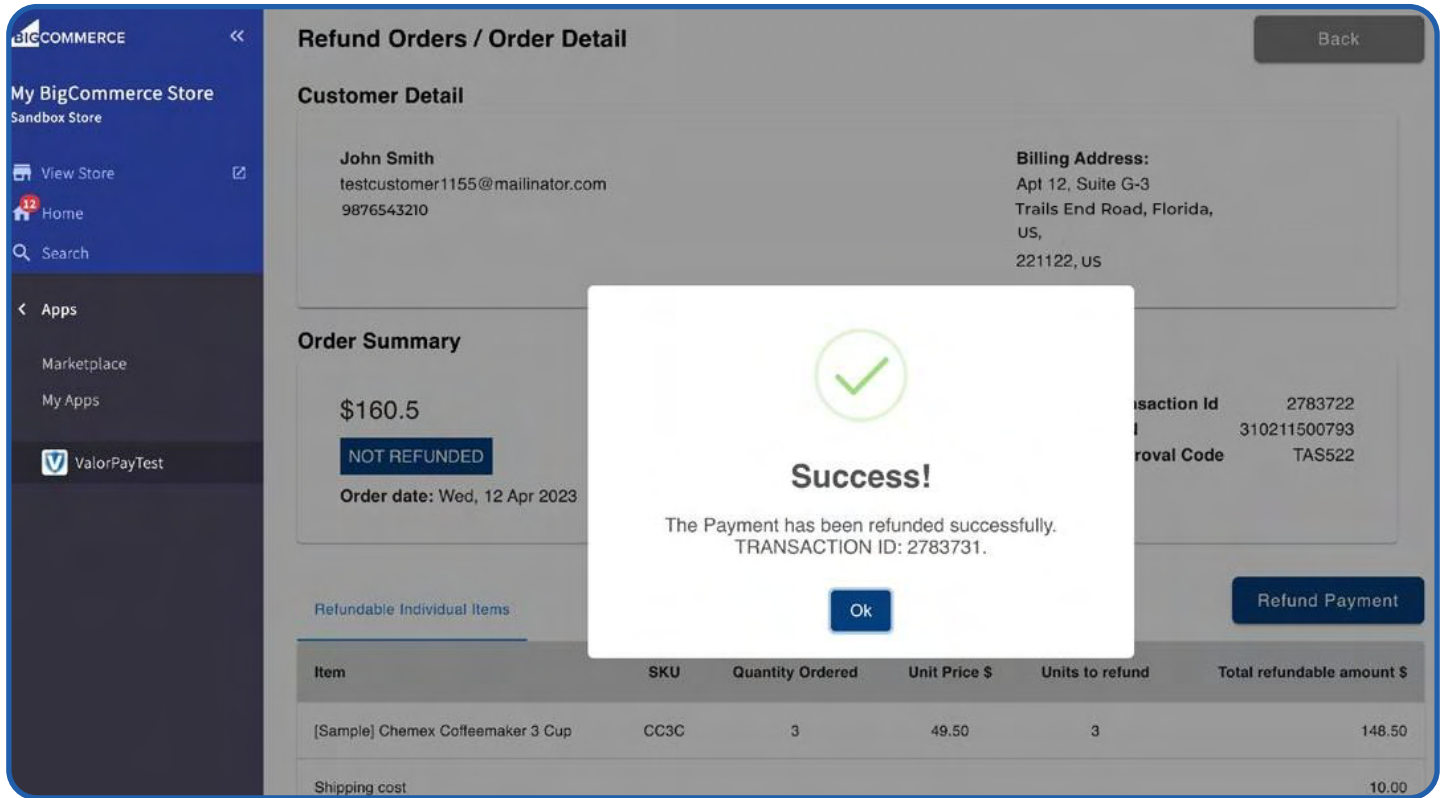 BIGCOMMERCE
«
My BigCommerce Store
Sandbox Store
View Store
12
Home
Search
Apps
Marketplace
My Apps
ValorPayTest
Refund Orders / Order Detail
Back
Customer Detail
John Smith
testcustomer1155@mailinator.com
9876543210
Billing Address:
Apt 12, Suite G-3
Trails End Road, Florida,
US,
221122, US
Order Summary
$160.5
NOT REFUNDED
Order date: Wed, 12 Apr 2023
nsaction Id 2783722
310211500793
roval Code TAS522
Success!
The Payment has been refunded successfully.
TRANSACTION ID: 2783731.
Ok
Refundable Individual Items
Refund Payment
Item SKU Quantity Ordered Unit Price $ Units to refund Total refundable amount $
[Sample] Chemex Coffeemaker 3 Cup CC3C 3 49.50 3 148.50
Shipping cost 10.00